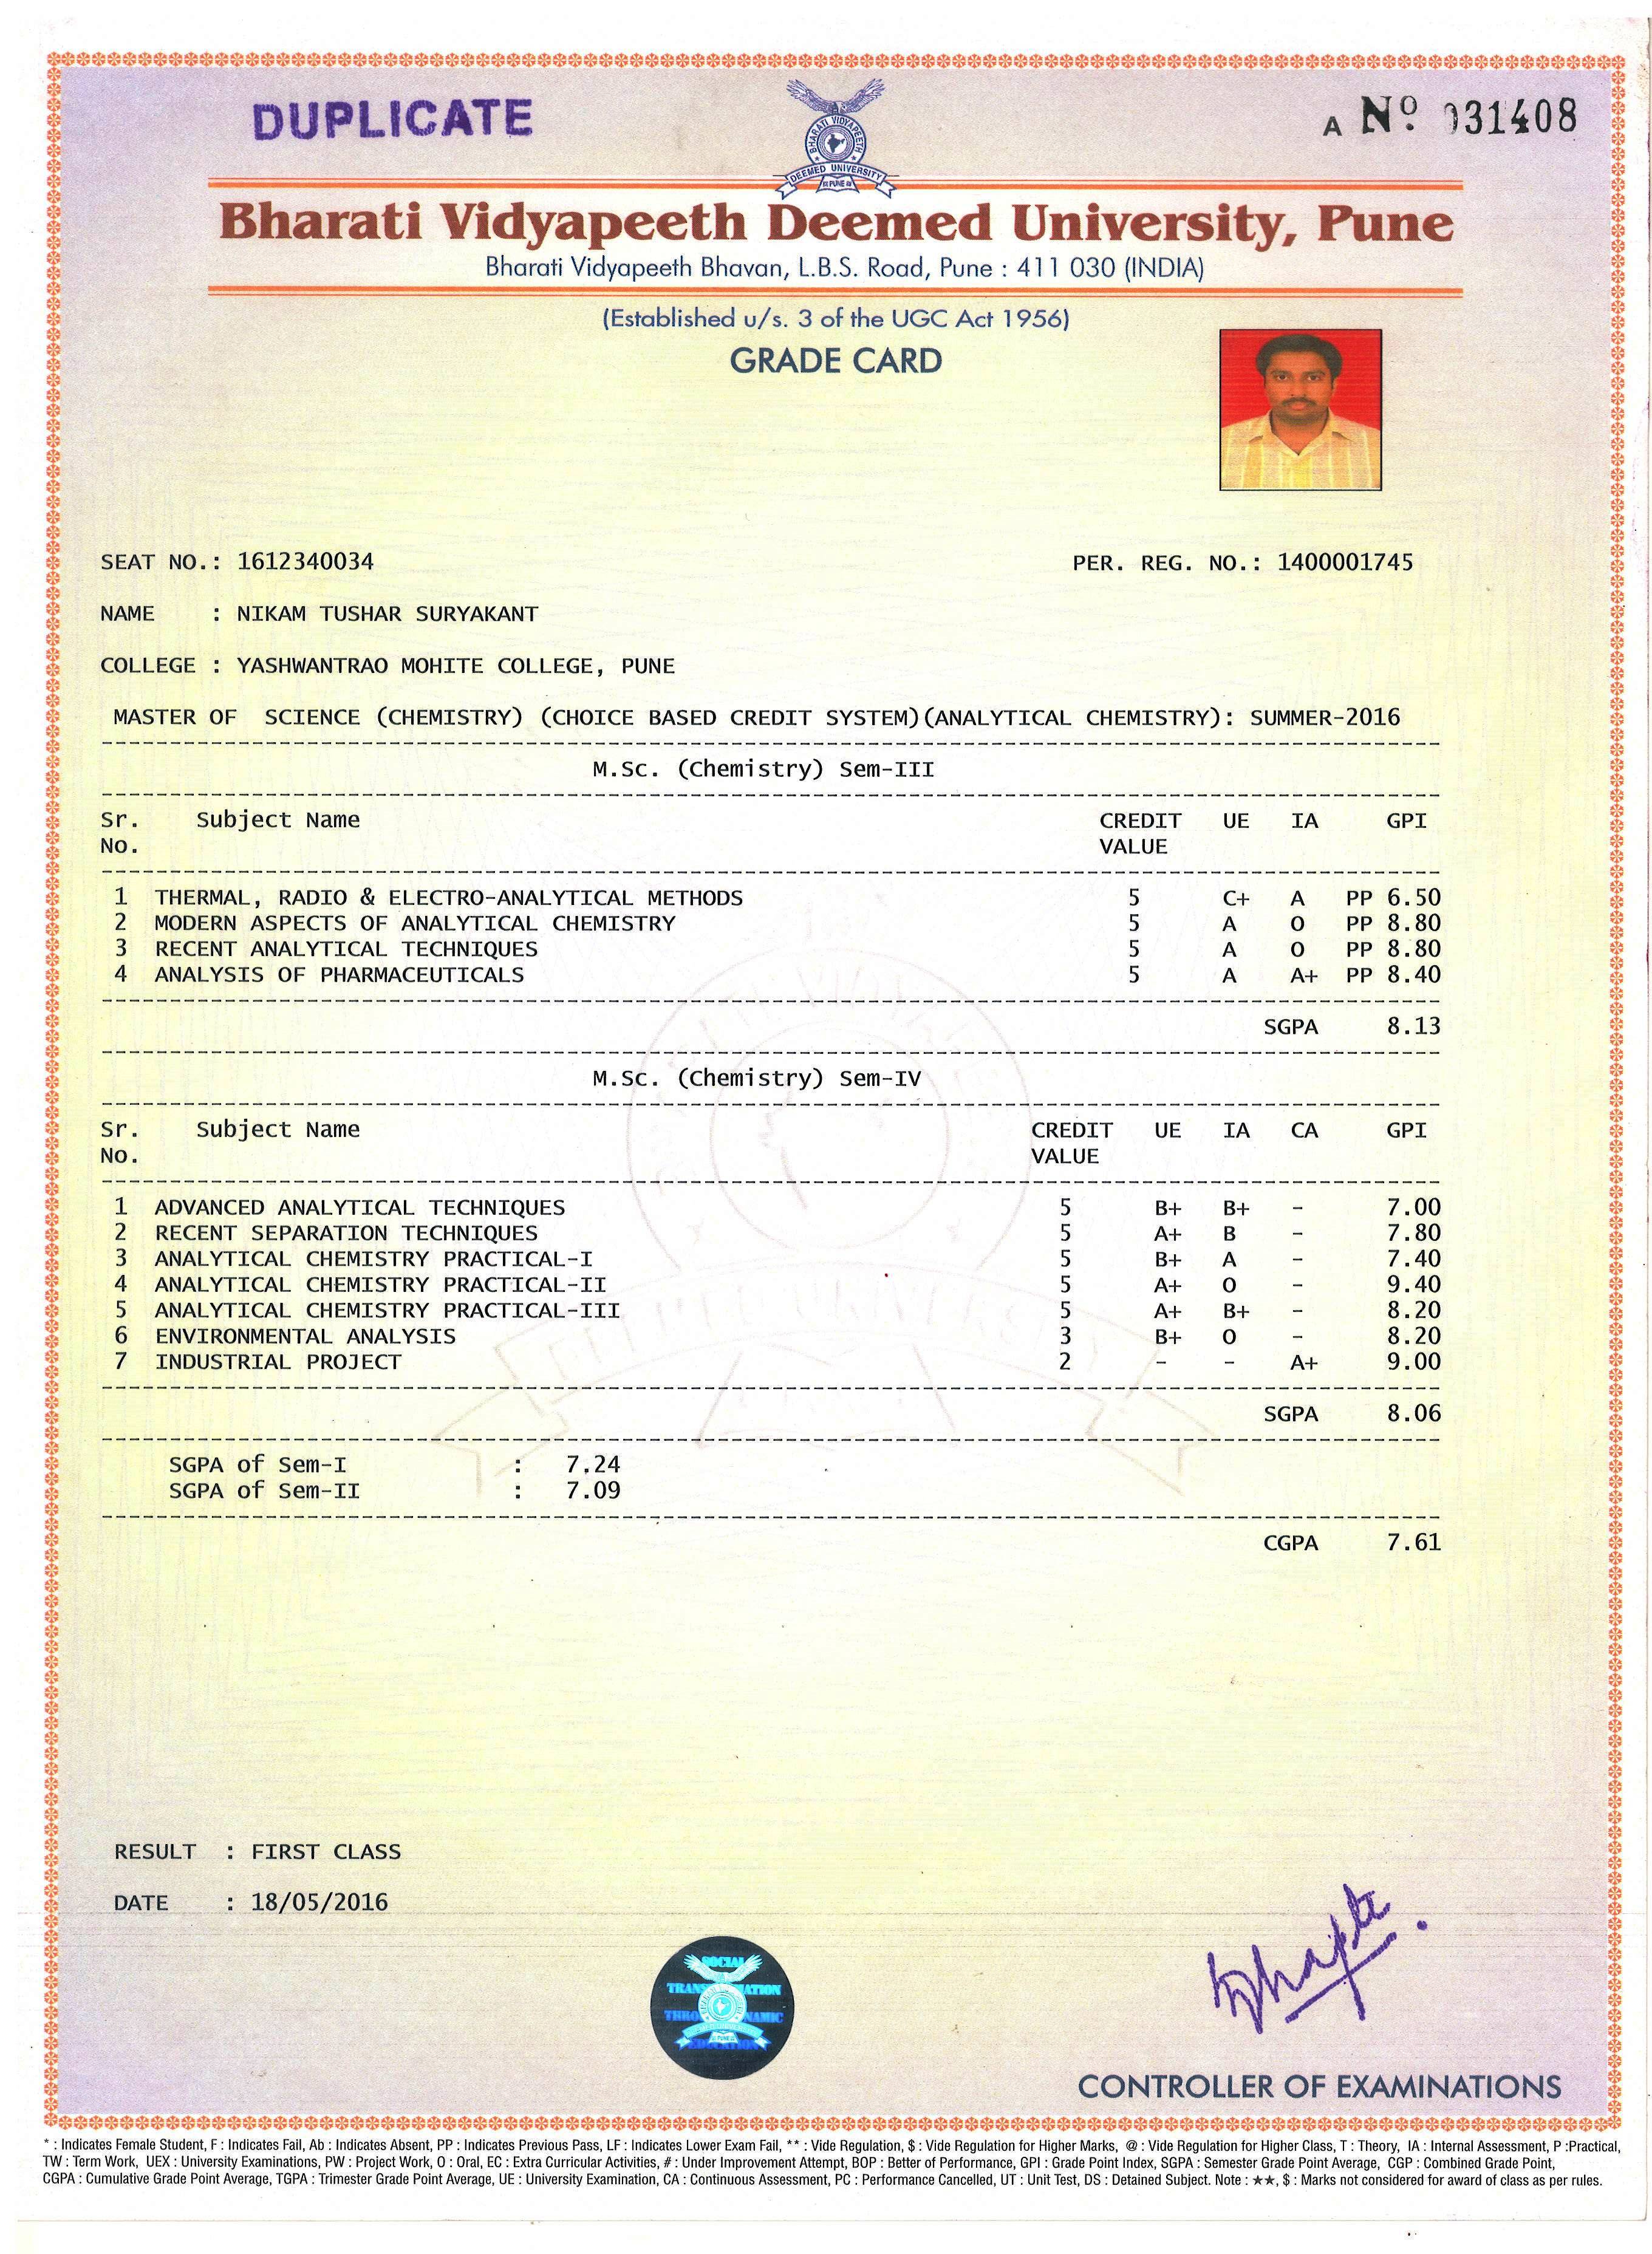 DUPLICATE
A Nº 031408
BHARATI VIDYAPEETH
DEEMED UNIVERSITY
PUNE
Bharati Vidyapeeth Deemed University, Pune
Bharati Vidyapeeth Bhavan, L.B.S. Road, Pune : 411 030 (INDIA)
(Established u/s. 3 of the UGC Act 1956)
GRADE CARD
SEAT NO.: 1612340034 PER. REG. NO.: 1400001745
NAME : NIKAM TUSHAR SURYAKANT
COLLEGE : YASHWANTRAO MOHITE COLLEGE, PUNE
MASTER OF SCIENCE (CHEMISTRY) (CHOICE BASED CREDIT SYSTEM)(ANALYTICAL CHEMISTRY): SUMMER-2016
M.Sc. (Chemistry) Sem-III
Sr. Subject Name CREDIT UE IA GPI
No. VALUE
1 THERMAL, RADIO & ELECTRO-ANALYTICAL METHODS 5 C+ A PP 6.50
2 MODERN ASPECTS OF ANALYTICAL CHEMISTRY 5 A O PP 8.80
3 RECENT ANALYTICAL TECHNIQUES 5 A O PP 8.80
4 ANALYSIS OF PHARMACEUTICALS 5 A A+ PP 8.40
SGPA 8.13
M.Sc. (Chemistry) Sem-IV
Sr. Subject Name CREDIT UE IA CA GPI
No. VALUE
1 ADVANCED ANALYTICAL TECHNIQUES 5 B+ B+ - 7.00
2 RECENT SEPARATION TECHNIQUES 5 A+ B - 7.80
3 ANALYTICAL CHEMISTRY PRACTICAL-I 5 B+ A - 7.40
4 ANALYTICAL CHEMISTRY PRACTICAL-II 5 A+ O - 9.40
5 ANALYTICAL CHEMISTRY PRACTICAL-III 5 A+ B+ - 8.20
6 ENVIRONMENTAL ANALYSIS 3 B+ O - 8.20
7 INDUSTRIAL PROJECT 2 - - A+ 9.00
SGPA 8.06
SGPA of Sem-I : 7.24
SGPA of Sem-II : 7.09
CGPA 7.61
RESULT : FIRST CLASS
DATE : 18/05/2016
SOCIAL
EDUCATION
CONTROLLER OF EXAMINATIONS
* : Indicates Female Student, F : Indicates Fail, Ab : Indicates Absent, PP : Indicates Previous Pass, LF : Indicates Lower Exam Fail, ** : Vide Regulation, $ : Vide Regulation for Higher Marks, @ : Vide Regulation for Higher Class, T : Theory, IA : Internal Assessment, P :Practical,
TW : Term Work, UEX : University Examinations, PW : Project Work, O : Oral, EC : Extra Curricular Activities, # : Under Improvement Attempt, BOP : Better of Performance, GPI : Grade Point Index, SGPA : Semester Grade Point Average, CGP : Combined Grade Point,
CGPA : Cumulative Grade Point Average, TGPA : Trimester Grade Point Average, UE : University Examination, CA : Continuous Assessment, PC : Performance Cancelled, UT : Unit Test, DS : Detained Subject. Note : ★★, $ : Marks not considered for award of class as per rules.